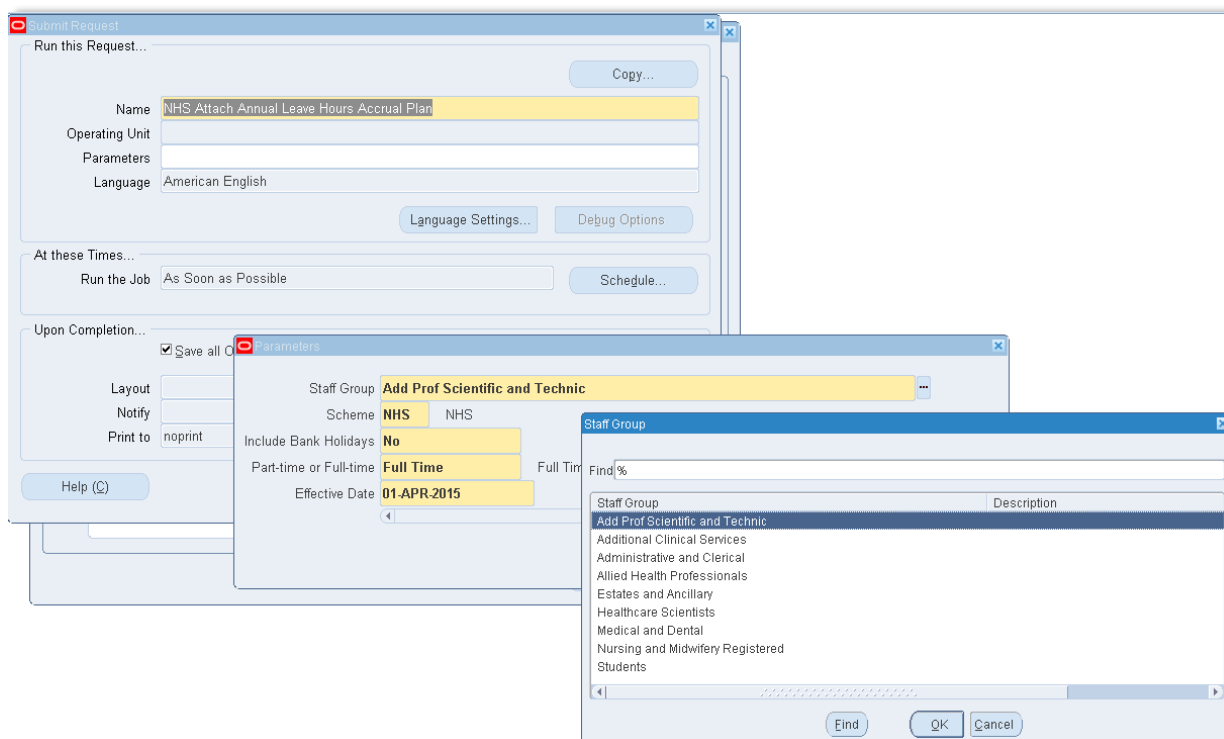 Submit Request
Run this Request...
Copy...
Name NHS Attach Annual Leave Hours Accrual Plan
Operating Unit
Parameters
Language American English
Language Settings... Debug Options
At these Times...
Run the Job As Soon as Possible Schedule...
Upon Completion...
Save all O
Layout
Notify
Print to noprint
Help (C)
Parameters
Staff Group Add Prof Scientific and Technic ...
Scheme NHS NHS
Include Bank Holidays No
Part-time or Full-time Full Time Full Tim
Effective Date 01-APR-2015
Staff Group
Find %
Staff Group Description
Add Prof Scientific and Technic
Additional Clinical Services
Administrative and Clerical
Allied Health Professionals
Estates and Ancillary
Healthcare Scientists
Medical and Dental
Nursing and Midwifery Registered
Students
Find OK Cancel